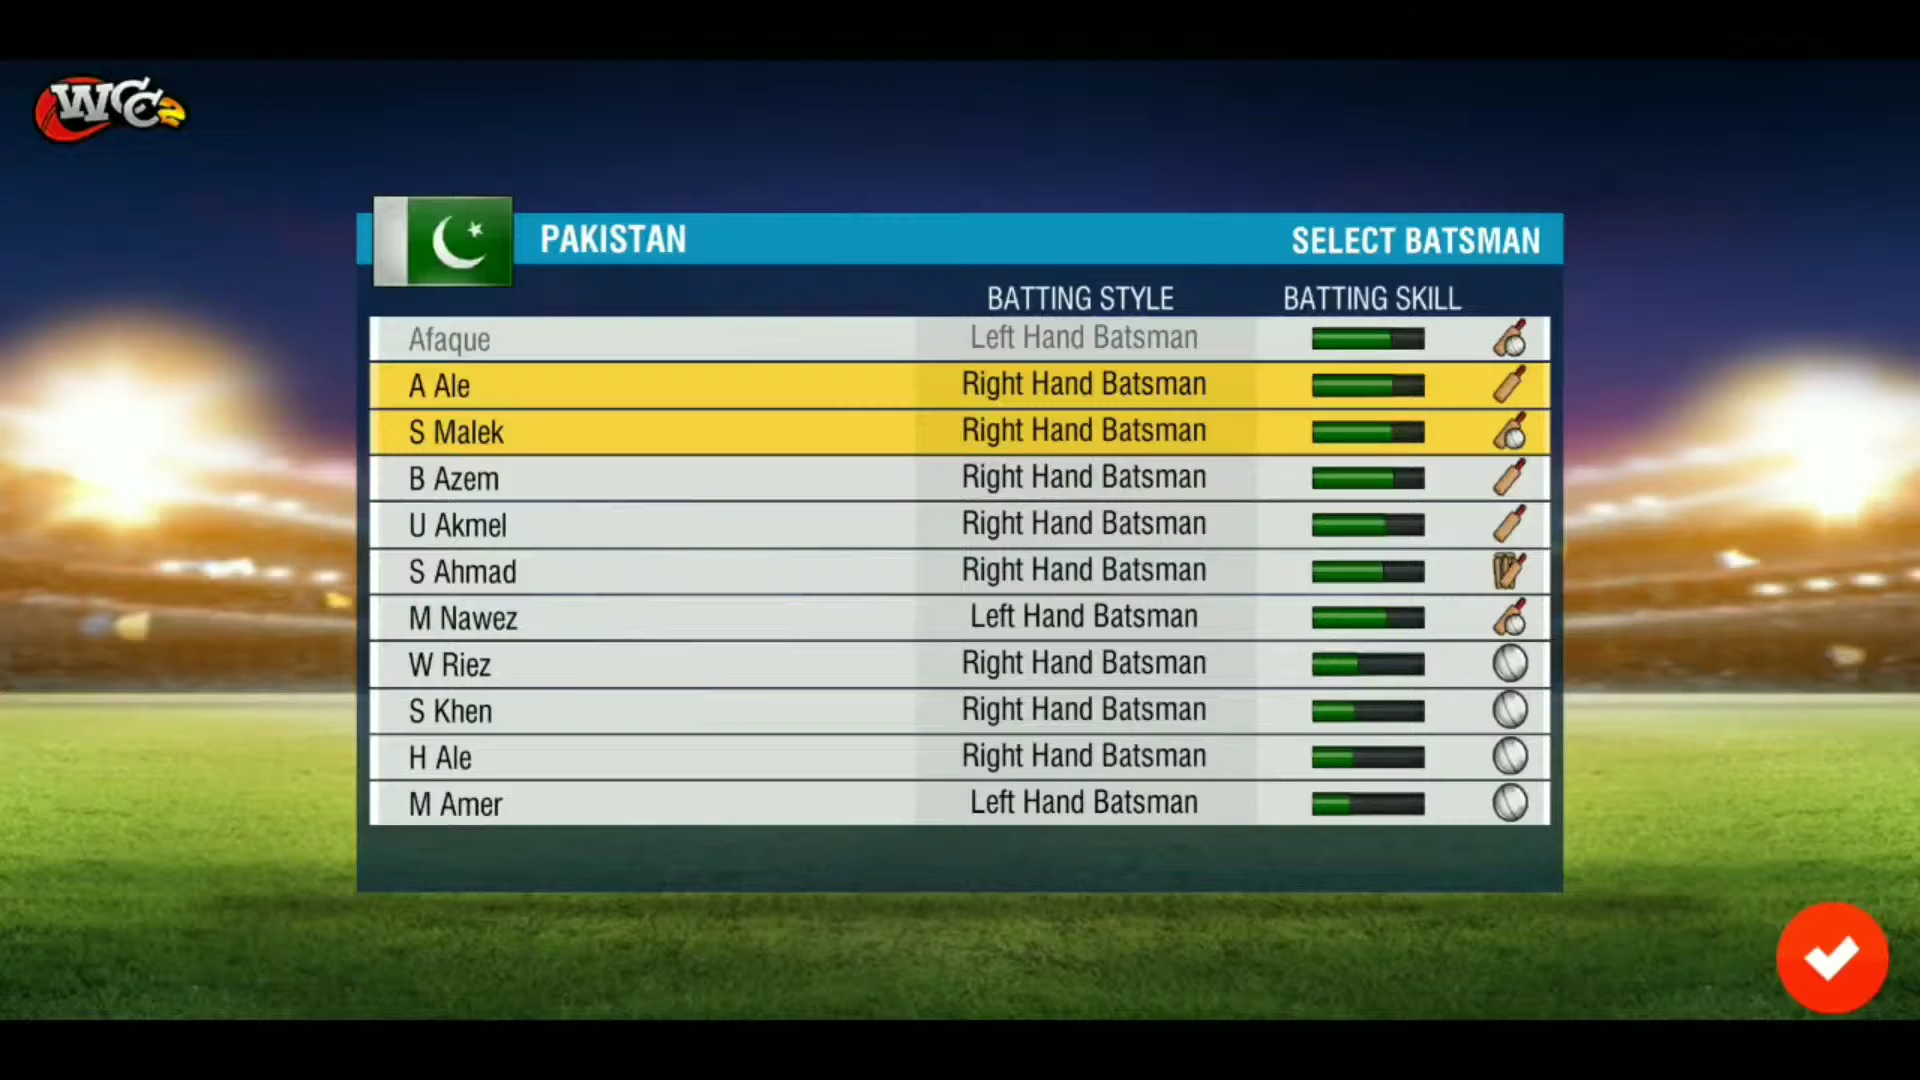 WCC2
PAKISTAN SELECT BATSMAN
BATTING STYLE BATTING SKILL
Afaque Left Hand Batsman
A Ale Right Hand Batsman
S Malek Right Hand Batsman
B Azem Right Hand Batsman
U Akmel Right Hand Batsman
S Ahmad Right Hand Batsman
M Nawez Left Hand Batsman
W Riez Right Hand Batsman
S Khen Right Hand Batsman
H Ale Right Hand Batsman
M Amer Left Hand Batsman